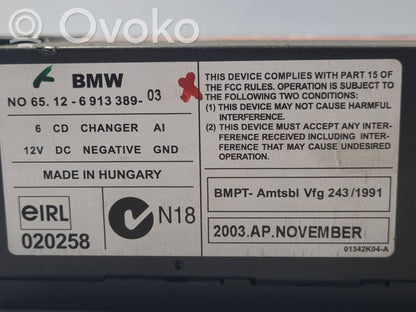 Ovoko
BMW
NO 65. 12 - 6 913 389- 03
6 CD CHANGER AI
12V DC NEGATIVE GND
MADE IN HUNGARY
eIRL
020258
N18
THIS DEVICE COMPLIES WITH PART 15 of
THE FCC RULES. OPERATION IS SUBJECT TO
THE FOLLOWING TWO CONDITIONS:
(1) THIS DEVICE MAY NOT CAUSE HARMFUL
INTERFERENCE.
(2) THIS DEVICE MUST ACCEPT ANY INTER-
FERENCE RECEIVED INCLUDING INTER-
FERENCE THAT MAY CAUSE UNDESIRED
OPERATION.
BMPT- Amtsbl Vfg 243/1991
2003.AP.NOVEMBER
01342K04-A
Ovoko